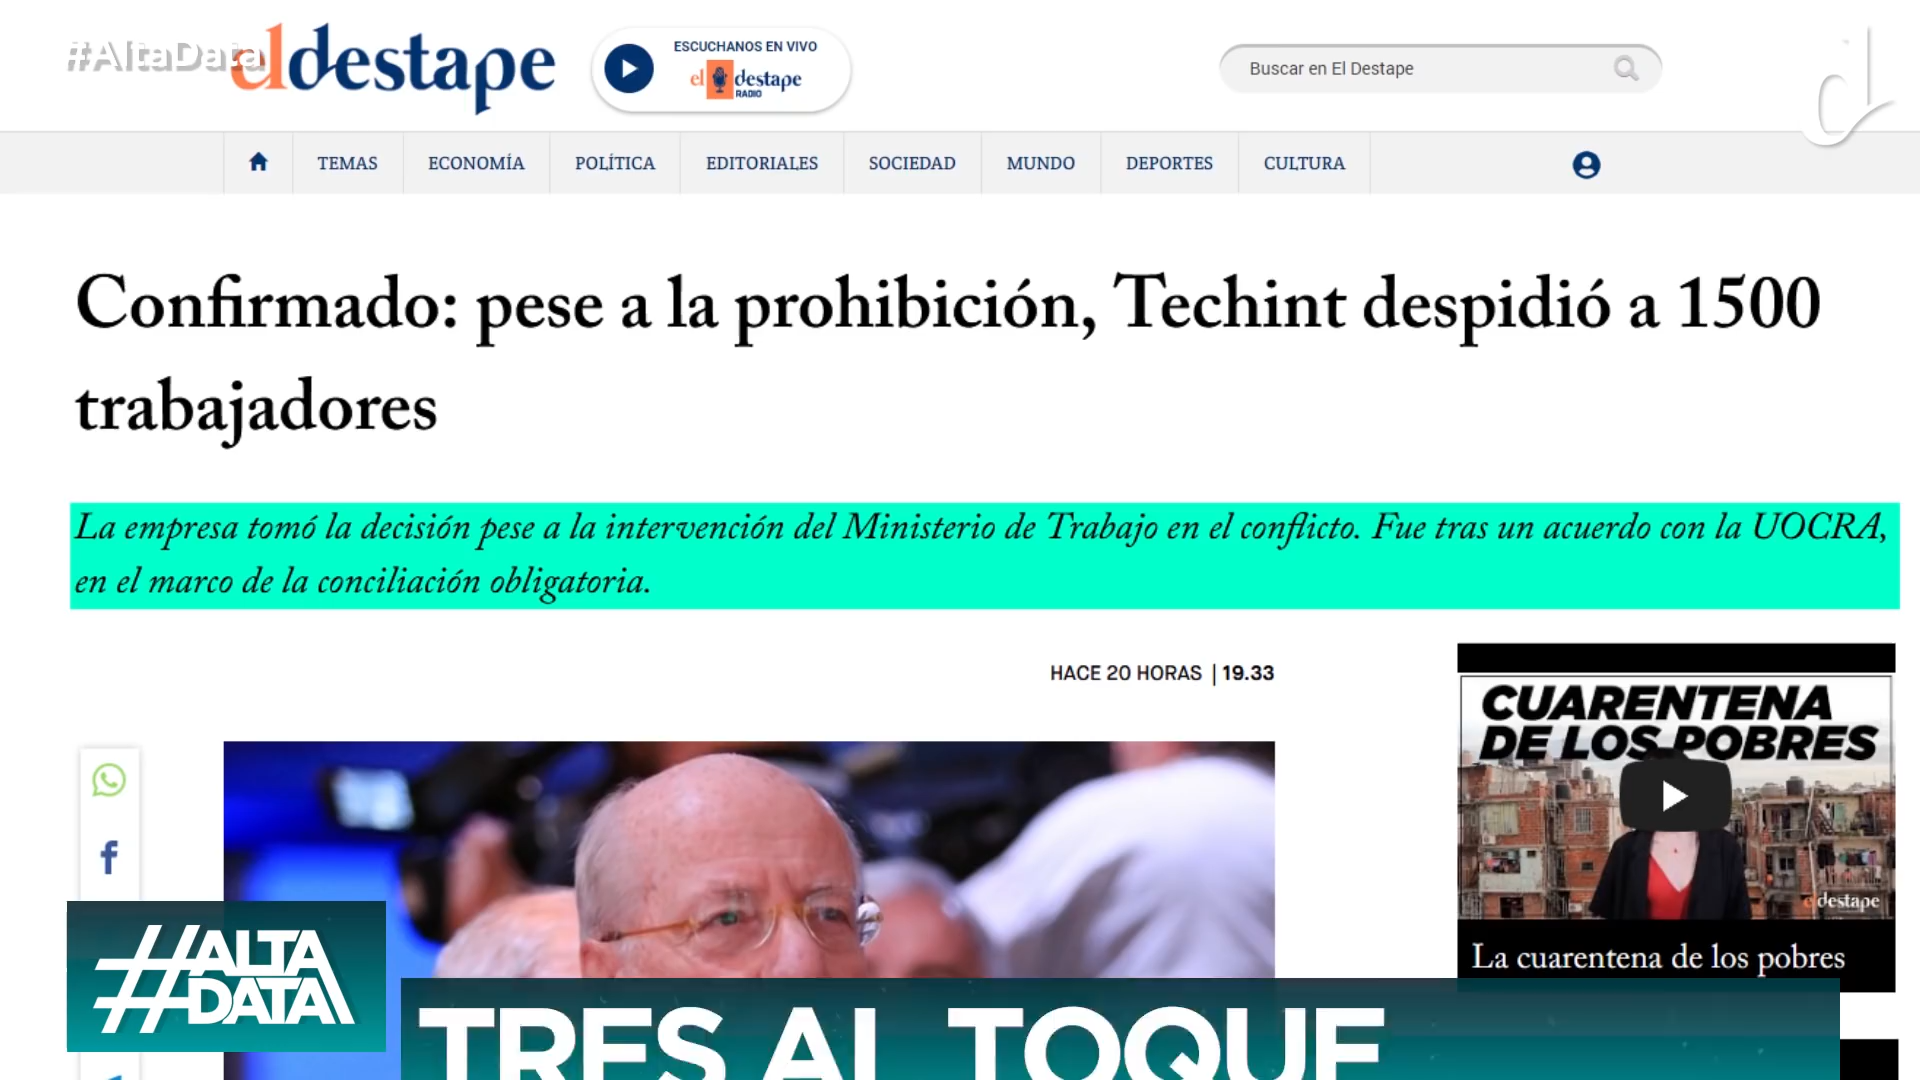 #AltaData
eldestape
ESCUCHANOS EN VIVO
el destape
RADIO
Buscar en El Destape
d
TEMAS
ECONOMÍA
POLÍTICA
EDITORIALES
SOCIEDAD
MUNDO
DEPORTES
CULTURA
Confirmado: pese a la prohibición, Techint despidió a 1500
trabajadores
La empresa tomó la decisión pese a la intervención del Ministerio de Trabajo en el conflicto. Fue tras un acuerdo con la UOCRA,
en el marco de la conciliación obligatoria.
HACE 20 HORAS | 19.33
CUARENTENA
DE LOS POBRES
el destape
La cuarentena de los pobres
#ALTA
DATA
TRES AL TOQUE